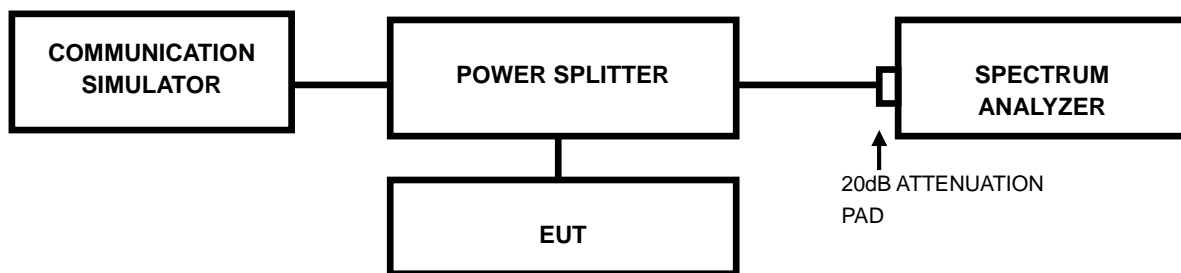 COMMUNICATION
SIMULATOR
POWER SPLITTER
SPECTRUM
ANALYZER
20dB ATTENUATION
PAD
EUT